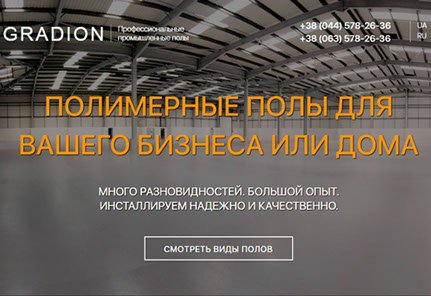 GRADION
Профессиональные
промышленные полы
+38 (044) 578-26-36
+38 (063) 578-26-36
UA
RU
ПОЛИМЕРНЫЕ ПОЛЫ ДЛЯ
ВАШЕГО БИЗНЕСА ИЛИ ДОМА
МНОГО РАЗНОВИДНОСТЕЙ. БОЛЬШОЙ ОПЫТ.
ИНСТАЛЛИРУЕМ НАДЕЖНО И КАЧЕСТВЕННО.
СМОТРЕТЬ ВИДЫ ПОЛОВ